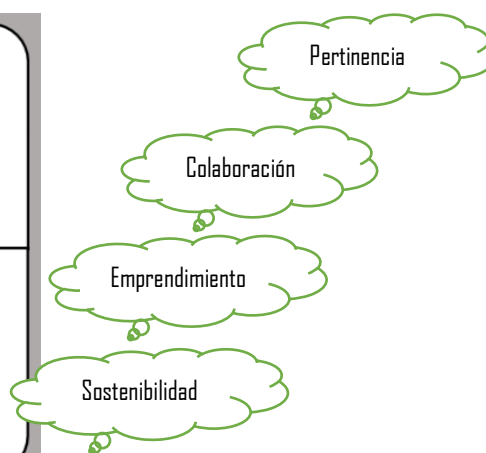 Pertinencia
Colaboración
Emprendimiento
Sostenibilidad